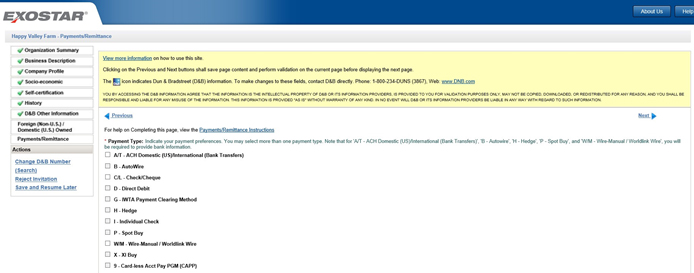 EXOSTAR
About Us
Help
Happy Valley Farm - Payments/Remittance
Organization Summary
Business Description
Company Profile
Socio-economic
Self-certification
History
D&B Other Information
Foreign (Non-U.S.) /
Domestic (U.S.) Owned
Payments/Remittance
Actions
Change D&B Number
(Search)
Reject Invitation
Save and Resume Later
View more information on how to use this site.
Clicking on the Previous and Next buttons shall save page content and perform validation on the current page before displaying the next page.
The icon indicates Dun & Bradstreet (D&B) information. To make changes to these fields, contact D&B directly. Phone: 1-800-234-DUNS (3867), Web: www.DNB.com
BY ACCESSING THE D&B INFORMATION AGREE THAT THE INFORMATION IS THE INTELLECTUAL PROPERTY OF D&B OR ITS INFORMATION PROVIDERS, IS PROVIDED TO YOU FOR VALIDATION PURPOSES ONLY, MAY NOT BE COPIED, DOWNLOADED, OR REDISTRIBUTED FOR ANY REASON, AND YOU SHALL BE
RESPONSIBLE AND LIABLE FOR ANY MISUSE OF THE INFORMATION. THIS INFORMATION IS PROVIDED "AS IS" WITHOUT WARRANTY OF ANY KIND. IN NO EVENT WILL D&B OR ITS INFORMATION PROVIDERS BE LIABLE IN ANY WAY WITH REGARD TO SUCH INFORMATION.
Previous
Next
For help on Completing this page, view the Payments/Remittance Instructions
* Payment Type: Indicate your payment preferences. You may select more than one payment type. Note that for 'A/T - ACH Domestic (US)/International (Bank Transfers)', 'B - Autowire', 'H - Hedge', 'P - Spot Buy', and 'W/M - Wire-Manual / Worldlink Wire', you will
be required to provide bank information.
A/T - ACH Domestic (US)/International (Bank Transfers)
B - AutoWire
C/L - Check/Cheque
D - Direct Debit
G - IWTA Payment Clearing Method
H - Hedge
I - Individual Check
P - Spot Buy
W/M - Wire-Manual / Worldlink Wire
X - XI Buy
9 - Card-less Acct Pay PGM (CAPP)